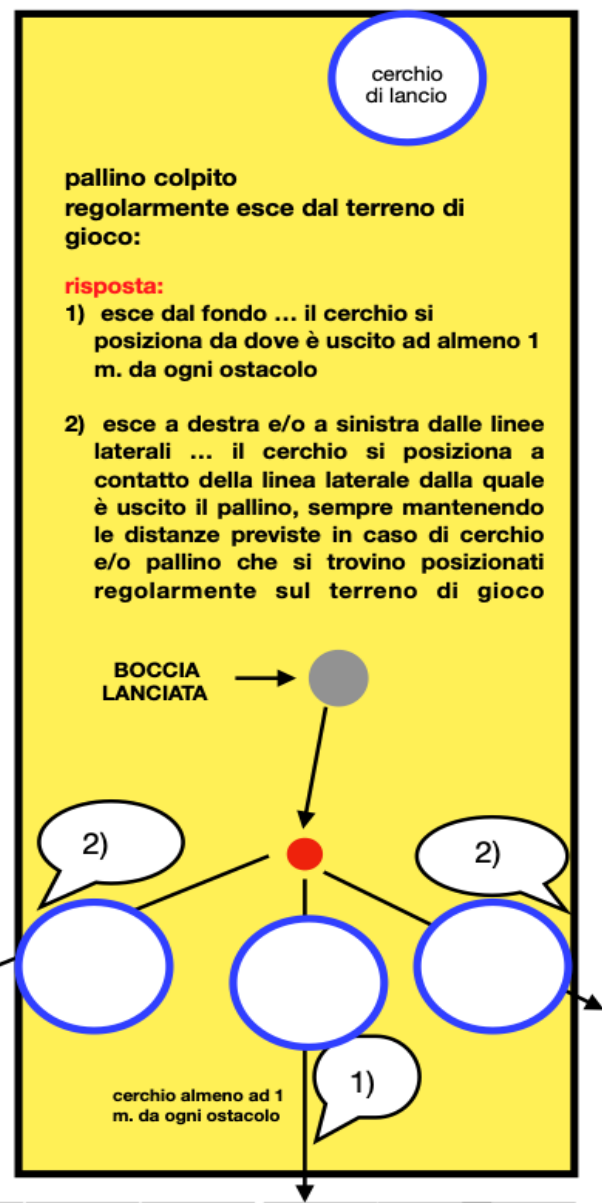 cerchio
di lancio
pallino colpito
regolarmente esce dal terreno di
gioco:
risposta:
1) esce dal fondo ... il cerchio si
posiziona da dove è uscito ad almeno 1
m. da ogni ostacolo
2) esce a destra e/o a sinistra dalle linee
laterali ... il cerchio si posiziona a
contatto della linea laterale dalla quale
è uscito il pallino, sempre mantenendo
le distanze previste in caso di cerchio
e/o pallino che si trovino posizionati
regolarmente sul terreno di gioco
BOCCIA
LANCIATA
2)
2)
1)
cerchio almeno ad 1
m. da ogni ostacolo